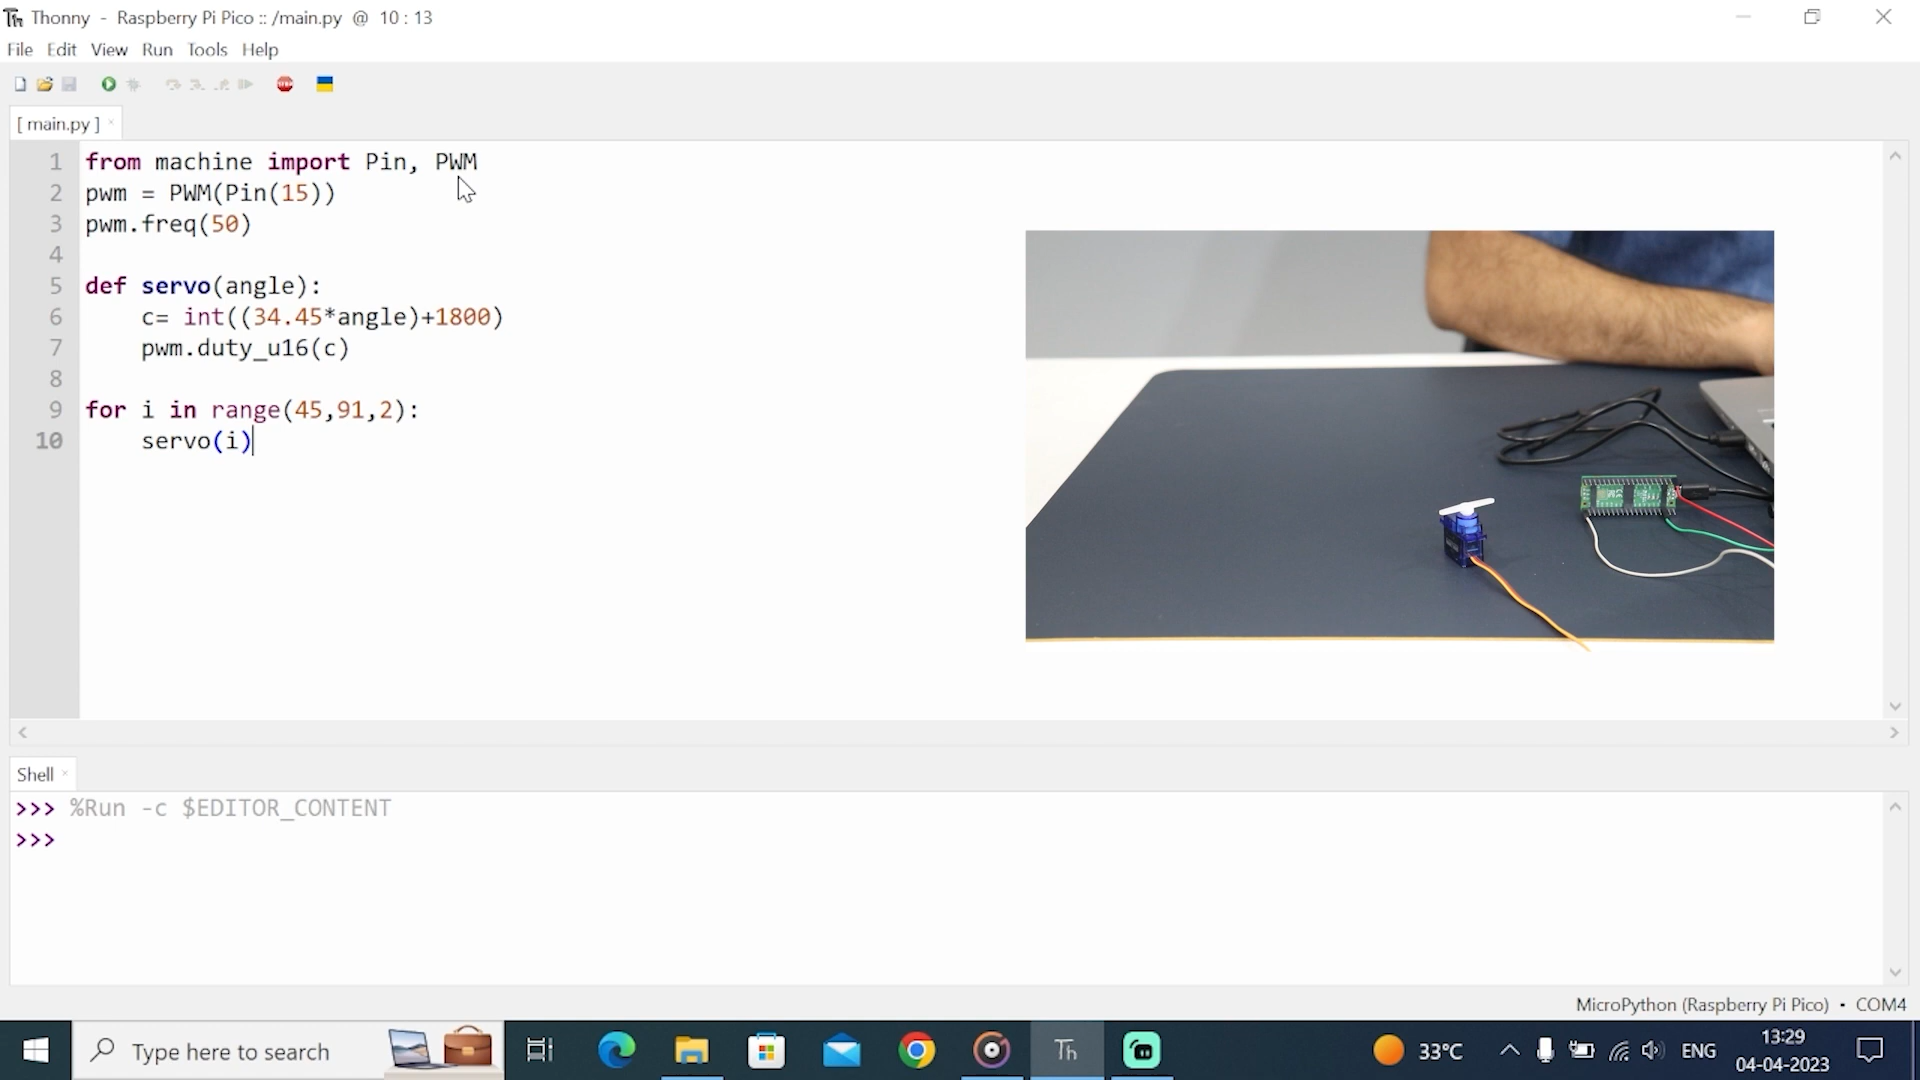 Thonny - Raspberry Pi Pico :: /main.py @ 10 : 13
File Edit View Run Tools Help
[ main.py ]
1 from machine import Pin, PWM
2 pwm = PWM(Pin(15))
3 pwm.freq(50)
4
5 def servo(angle):
6     c= int((34.45*angle)+1800)
7     pwm.duty_u16(c)
8
9 for i in range(45,91,2):
10     servo(i)
Shell
>>> %Run -c $EDITOR_CONTENT
>>>
MicroPython (Raspberry Pi Pico) • COM4
Type here to search
Th
33°C
ENG
13:29
04-04-2023